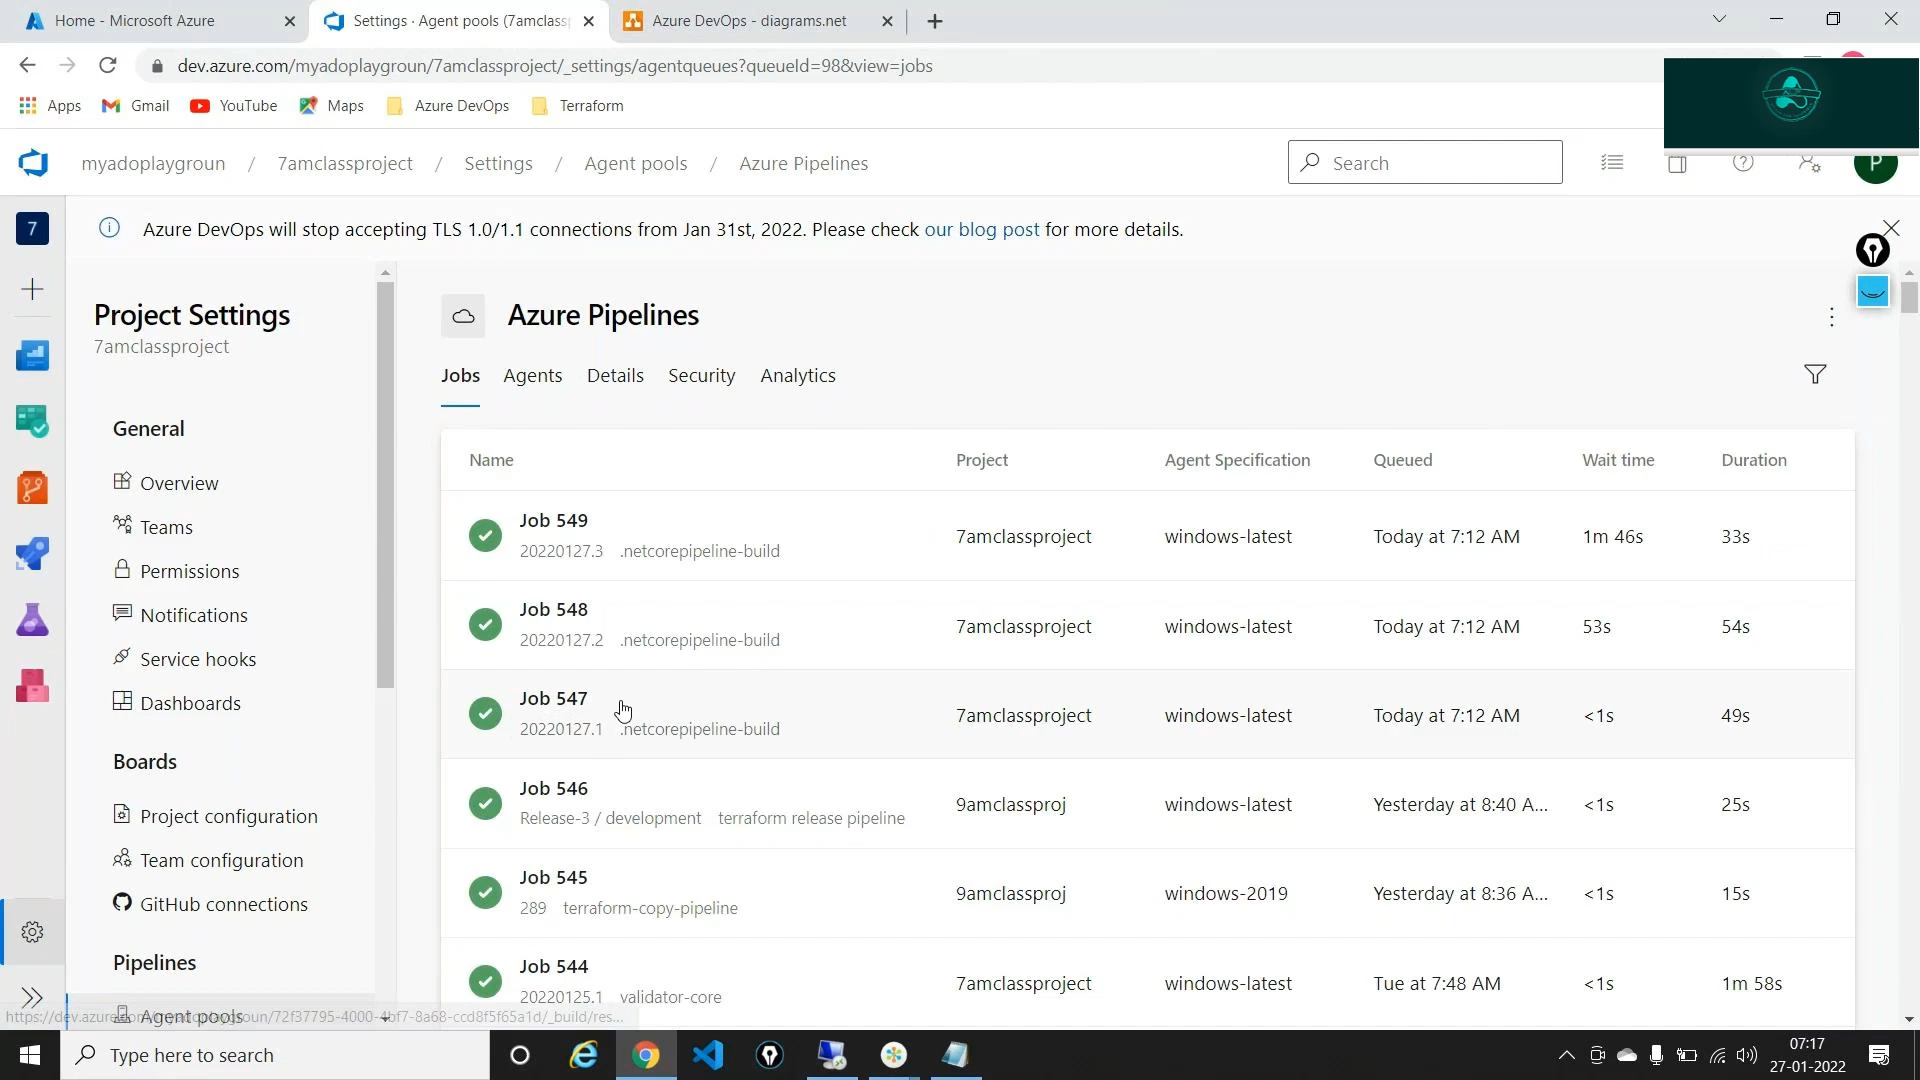 Home - Microsoft Azure
Settings · Agent pools (7amclassp
Azure DevOps - diagrams.net
dev.azure.com/myadoplaygroun/7amclassproject/_settings/agentqueues?queueId=98&view=jobs
Apps
Gmail
YouTube
Maps
Azure DevOps
Terraform
myadoplaygroun / 7amclassproject / Settings / Agent pools / Azure Pipelines
Search
P
7
Azure DevOps will stop accepting TLS 1.0/1.1 connections from Jan 31st, 2022. Please check our blog post for more details.
Project Settings
7amclassproject
General
Overview
Teams
Permissions
Notifications
Service hooks
Dashboards
Boards
Project configuration
Team configuration
GitHub connections
Pipelines
Agent pools
Azure Pipelines
Jobs Agents Details Security Analytics
Name Project Agent Specification Queued Wait time Duration
Job 549
20220127.3 .netcorepipeline-build
7amclassproject windows-latest Today at 7:12 AM 1m 46s 33s
Job 548
20220127.2 .netcorepipeline-build
7amclassproject windows-latest Today at 7:12 AM 53s 54s
Job 547
20220127.1 .netcorepipeline-build
7amclassproject windows-latest Today at 7:12 AM <1s 49s
Job 546
Release-3 / development terraform release pipeline
9amclassproj windows-latest Yesterday at 8:40 A... <1s 25s
Job 545
289 terraform-copy-pipeline
9amclassproj windows-2019 Yesterday at 8:36 A... <1s 15s
Job 544
20220125.1 validator-core
7amclassproject windows-latest Tue at 7:48 AM <1s 1m 58s
Type here to search
07:17
27-01-2022